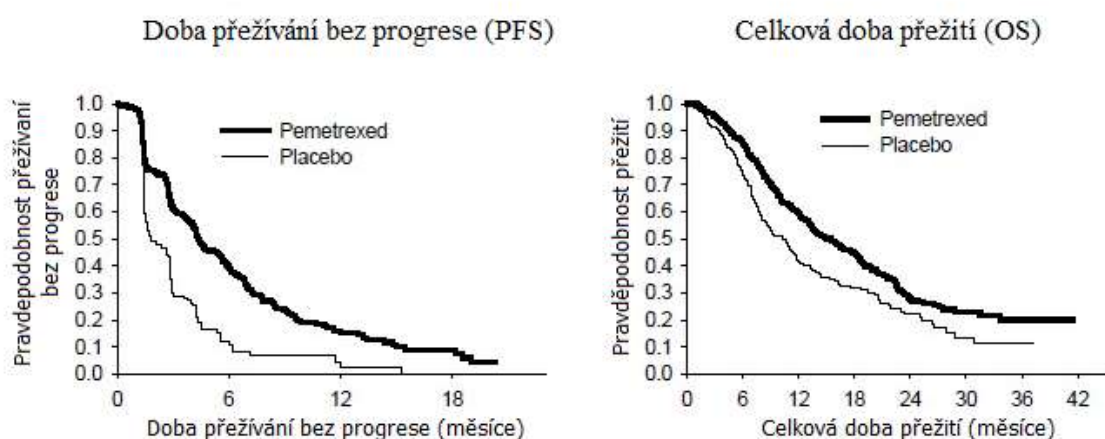 Doba přežívání bez progrese (PFS)
Pravdepodobnost přežívaní
bez progrese
1.0
0.9
0.8
0.7
0.6
0.5
0.4
0.3
0.2
0.1
0.0
Pemetrexed
Placebo
0 6 12 18
Doba přežívání bez progrese (měsíce)
Celková doba přežití (OS)
Pravděpodobnost přežití
1.0
0.9
0.8
0.7
0.6
0.5
0.4
0.3
0.2
0.1
0.0
Pemetrexed
Placebo
0 6 12 18 24 30 36 42
Celková doba přežití (měsíce)